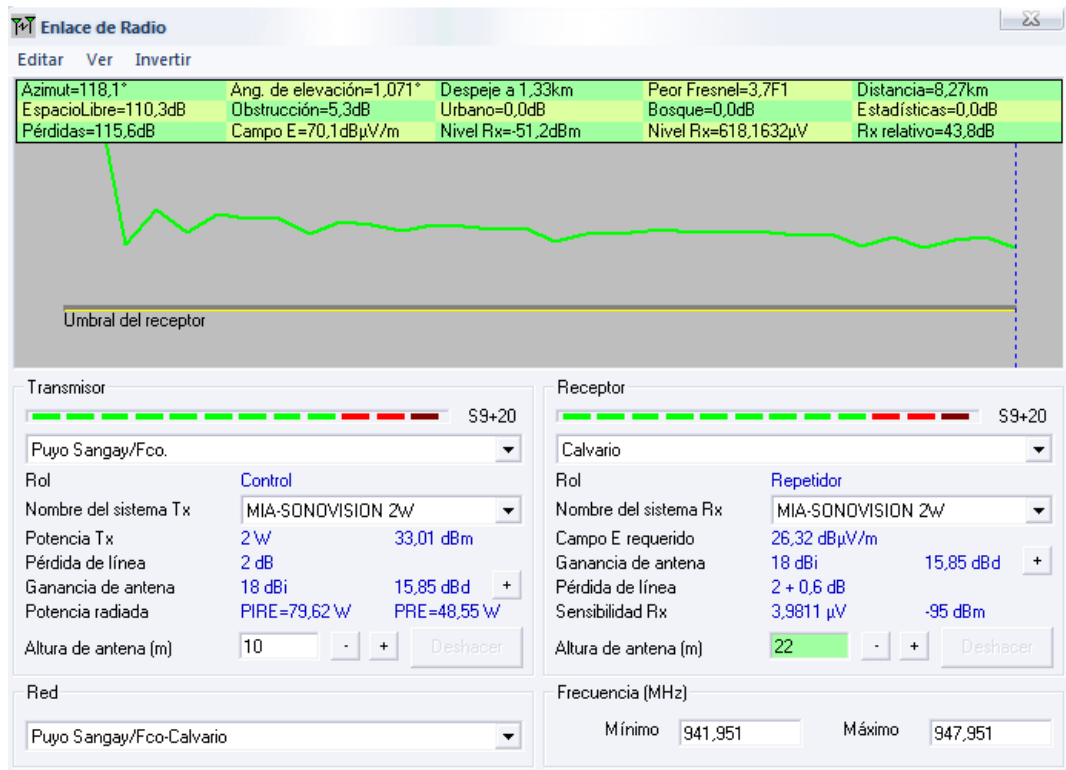 Enlace de Radio
Editar Ver Invertir
Azimut=118,1° Ang. de elevación=1,071° Despeje a 1,33km Peor Fresnel=3,7F1 Distancia=8,27km
EspacioLibre=110,3dB Obstrucción=5,3dB Urbano=0,0dB Bosque=0,0dB Estadísticas=0,0dB
Pérdidas=115,6dB Campo E=70,1dBµV/m Nivel Rx=-51,2dBm Nivel Rx=618,1632µV Rx relativo=43,8dB
Umbral del receptor
Transmisor
S9+20
Puyo Sangay/Fco.
Rol Control
Nombre del sistema Tx MIA-SONOVISION 2W
Potencia Tx 2 W 33,01 dBm
Pérdida de línea 2 dB
Ganancia de antena 18 dBi 15,85 dBd +
Potencia radiada PIRE=79,62 W PRE=48,55 W
Altura de antena (m) 10 - + Deshacer
Red
Puyo Sangay/Fco-Calvario
Receptor
S9+20
Calvario
Rol Repetidor
Nombre del sistema Rx MIA-SONOVISION 2W
Campo E requerido 26,32 dBµV/m
Ganancia de antena 18 dBi 15,85 dBd +
Pérdida de línea 2 + 0,6 dB
Sensibilidad Rx 3,9811 µV -95 dBm
Altura de antena (m) 22 - + Deshacer
Frecuencia (MHz)
Mínimo 941,951 Máximo 947,951